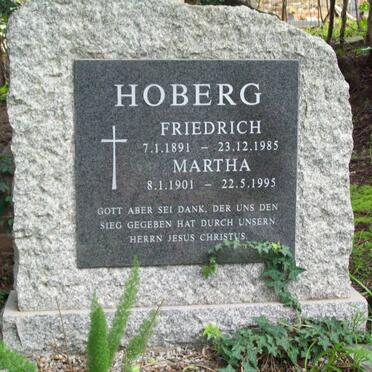 HOBERG
FRIEDRICH
7.1.1891 – 23.12.1985
MARTHA
8.1.1901 – 22.5.1995
GOTT ABER SEI DANK, DER UNS DEN
SIEG GEGEBEN HAT DURCH UNSERN
HERRN JESUS CHRISTUS.